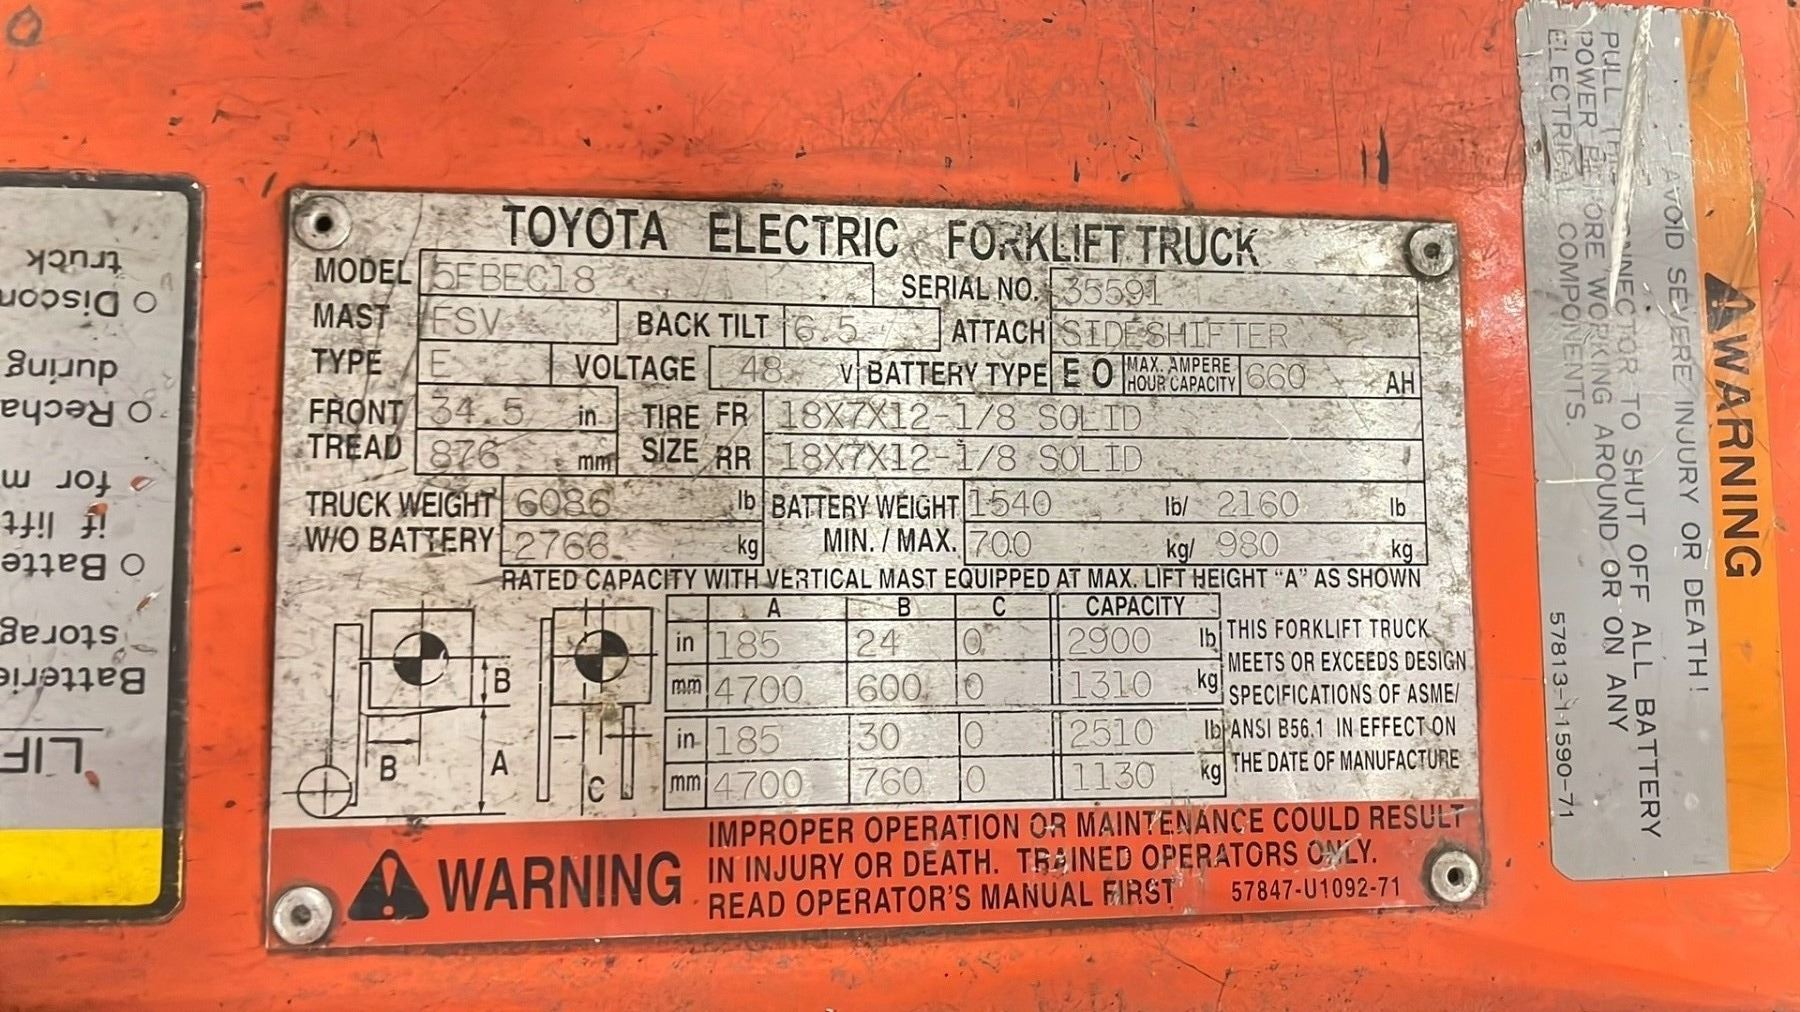 TOYOTA ELECTRIC FORKLIFT TRUCK
MODEL 5FBEC18 SERIAL NO. 35591
MAST FSV BACK TILT 6.5 ATTACH SIDESHIFTER
TYPE E VOLTAGE 48 V BATTERY TYPE E O MAX. AMPERE HOUR CAPACITY 660 AH
FRONT TREAD 34.5 in TIRE SIZE FR 18X7X12-1/8 SOLID
876 mm RR 18X7X12-1/8 SOLID
TRUCK WEIGHT 6086 lb BATTERY WEIGHT 1540 lb/ 2160 lb
W/O BATTERY 2766 kg MIN. / MAX. 700 kg/ 980 kg
RATED CAPACITY WITH VERTICAL MAST EQUIPPED AT MAX. LIFT HEIGHT "A" AS SHOWN
A B C CAPACITY
in 185 24 0 2900 lb
mm 4700 600 0 1310 kg
in 185 30 0 2510 lb
mm 4700 760 0 1130 kg
B
B
A
C
THIS FORKLIFT TRUCK
MEETS OR EXCEEDS DESIGN
SPECIFICATIONS OF ASME/
ANSI B56.1 IN EFFECT ON
THE DATE OF MANUFACTURE
WARNING
IMPROPER OPERATION OR MAINTENANCE COULD RESULT
IN INJURY OR DEATH. TRAINED OPERATORS ONLY.
READ OPERATOR'S MANUAL FIRST 57847-U1092-71
WARNING
AVOID SEVERE INJURY OR DEATH!
PULL CONNECTOR TO SHUT OFF ALL BATTERY
POWER BEFORE WORKING AROUND OR ON ANY
ELECTRICAL COMPONENTS.
57813-11590-71
LIF
Batterie
storag
O Batte
if lift
for m
O Recha
during
O Discon
truck